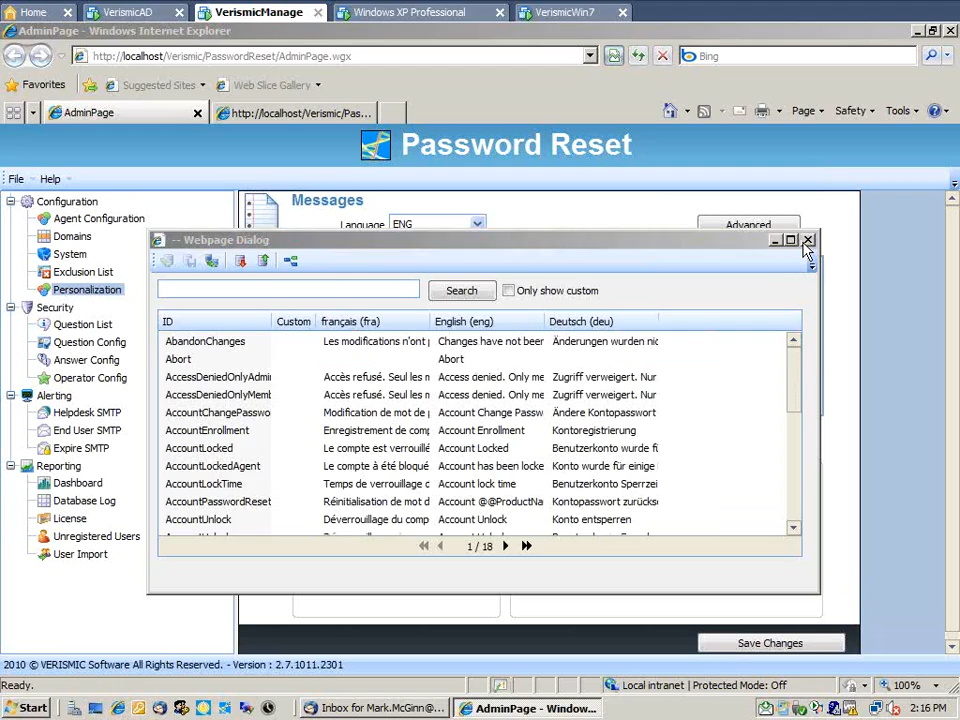 Home VerismicAD VerismicManage Windows XP Professional VerismicWin7
AdminPage - Windows Internet Explorer
http://localhost/Verismic/PasswordReset/AdminPage.wgx Bing
Favorites Suggested Sites Web Slice Gallery
AdminPage http://localhost/Verismic/Pas... Page Safety Tools
Password Reset
File Help
Configuration
Agent Configuration
Domains
System
Exclusion List
Personalization
Security
Question List
Question Config
Answer Config
Operator Config
Alerting
Helpdesk SMTP
End User SMTP
Expire SMTP
Reporting
Dashboard
Database Log
License
Unregistered Users
User Import
Messages
Language ENG Advanced
-- Webpage Dialog
Search Only show custom
ID Custom français (fra) English (eng) Deutsch (deu)
AbandonChanges Les modifications n'ont Changes have not beer Änderungen wurden nic
Abort Abort
AccessDeniedOnlyAdmi Accès refusé. Seul les m Access denied. Only me Zugriff verweigert. Nur
AccessDeniedOnlyMemb Accès refusé. Seul les m Access denied. Only me Zugriff verweigert. Nur
AccountChangePasswo Modification de mot de Account Change Passw Ändere Kontopasswort
AccountEnrollment Enregistrement de comp Account Enrollment Kontoregistrierung
AccountLocked Le compte est verrouillé Account Locked Benutzerkonto wurde fü
AccountLockedAgent Le compte à été bloqué Account has been locke Konto wurde für einige
AccountLockTime Temps de verrouillage c Account lock time Benutzerkonto Sperrzei
AccountPasswordReset Réinitialisation de mot d Account @@ProductNa Kontopasswort zurückse
AccountUnlock Déverrouillage du comp Account Unlock Konto entsperren
1 / 18
Save Changes
2010 © VERISMIC Software All Rights Reserved. - Version : 2.7.1011.2301
Ready. Local intranet | Protected Mode: Off 100%
Start Inbox for Mark.McGinn@... AdminPage - Window... 2:16 PM